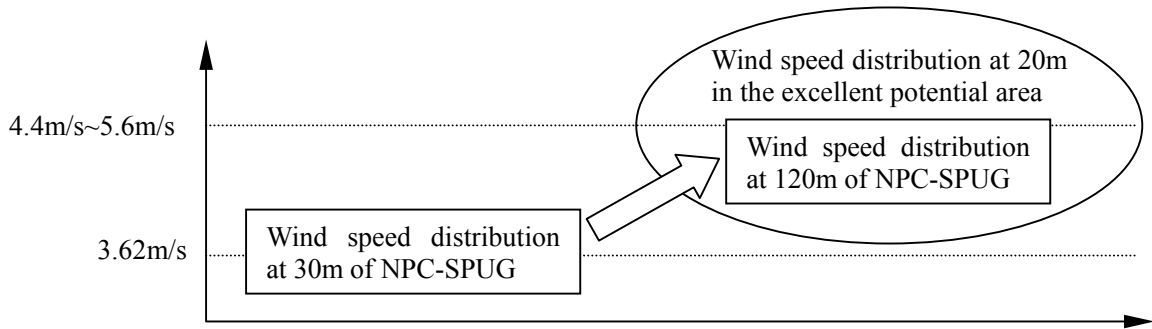 Wind speed distribution at 20m
in the excellent potential area
4.4m/s~5.6m/s
Wind speed distribution
at 120m of NPC-SPUG
3.62m/s
Wind speed distribution
at 30m of NPC-SPUG